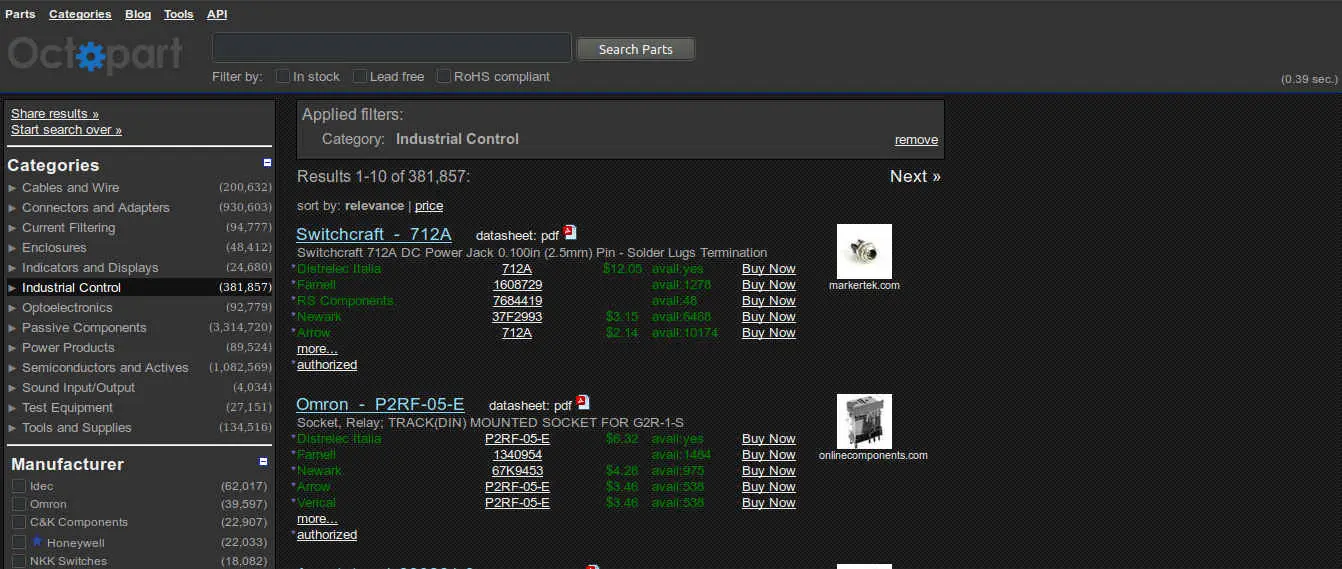 Parts Categories Blog Tools API
Octopart
Search Parts
Filter by: In stock Lead free RoHS compliant
(0.39 sec.)
Share results »
Start search over »
Categories
Cables and Wire (200,632)
Connectors and Adapters (930,603)
Current Filtering (94,777)
Enclosures (48,412)
Indicators and Displays (24,680)
Industrial Control (381,857)
Optoelectronics (92,779)
Passive Components (3,314,720)
Power Products (89,524)
Semiconductors and Actives (1,082,569)
Sound Input/Output (4,034)
Test Equipment (27,151)
Tools and Supplies (134,516)
Manufacturer
Idec (62,017)
Omron (39,597)
C&K Components (22,907)
Honeywell (22,033)
NKK Switches (18,082)
Applied filters:
Category: Industrial Control remove
Results 1-10 of 381,857: Next »
sort by: relevance | price
Switchcraft - 712A datasheet: pdf
Switchcraft 712A DC Power Jack 0.100in (2.5mm) Pin - Solder Lugs Termination
*Distrelec Italia 712A $12.05 avail:yes Buy Now
*Farnell 1608729 avail:1278 Buy Now
*RS Components 7684419 avail:48 Buy Now
*Newark 37F2993 $3.15 avail:6468 Buy Now
*Arrow 712A $2.14 avail:10174 Buy Now
more...
*authorized
markertek.com
Omron - P2RF-05-E datasheet: pdf
Socket, Relay; TRACK(DIN) MOUNTED SOCKET FOR G2R-1-S
*Distrelec Italia P2RF-05-E $6.32 avail:yes Buy Now
*Farnell 1340954 avail:1464 Buy Now
*Newark 67K9453 $4.28 avail:975 Buy Now
*Arrow P2RF-05-E $3.46 avail:538 Buy Now
*Verical P2RF-05-E $3.46 avail:538 Buy Now
more...
*authorized
onlinecomponents.com